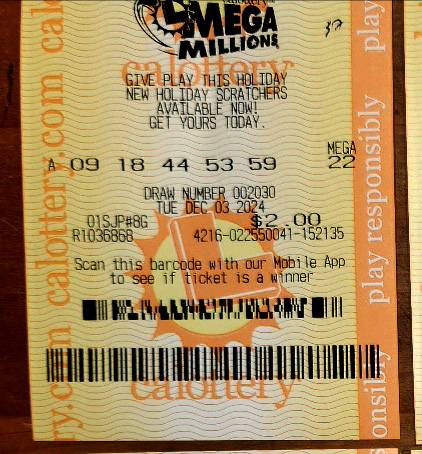 MEGA
MILLIONS
calottery
GIVE PLAY THIS HOLIDAY
NEW HOLIDAY SCRATCHERS
AVAILABLE NOW!
GET YOURS TODAY.
MEGA
A 09 18 44 53 59 22
DRAW NUMBER 002030
TUE DEC 03 2024
01SJP#8G $2.00
R1036868 4216-022550041-152135
Scan this barcode with our Mobile App
to see if ticket is a winner
calottery
calottery.com
play responsibly